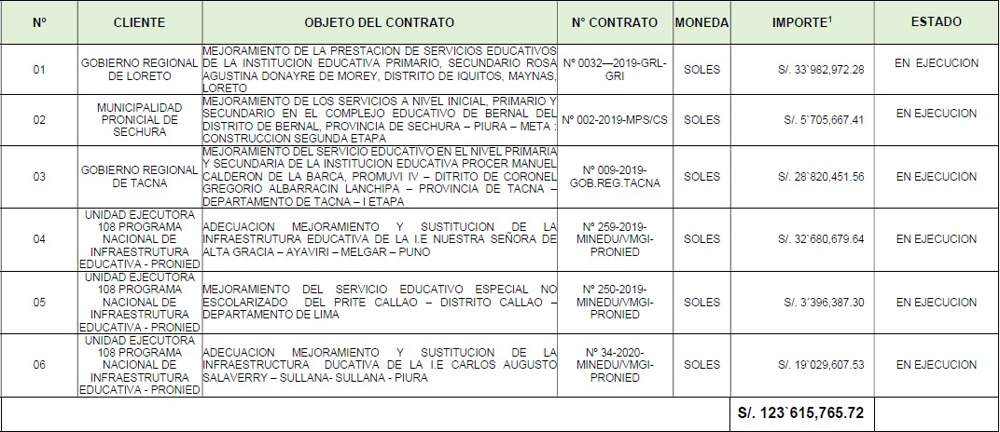 Nº CLIENTE OBJETO DEL CONTRATO N° CONTRATO MONEDA IMPORTE¹ ESTADO
01
GOBIERNO REGIONAL
DE LORETO
MEJORAMIENTO DE LA PRESTACION DE SERVICIOS EDUCATIVOS
DE LA INSTITUCION EDUCATIVA PRIMARIO, SECUNDARIO ROSA
AGUSTINA DONAYRE DE MOREY, DISTRITO DE IQUITOS, MAYNAS,
LORETO
Nº 0032—2019-GRL-
GRI
SOLES
S/. 33`982,972.28
EN EJECUCION
02
MUNICIPALIDAD
PRONICIAL DE
SECHURA
MEJORAMIENTO DE LOS SERVICIOS A NIVEL INICIAL, PRIMARIO Y
SECUNDARIO EN EL COMPLEJO EDUCATIVO DE BERNAL DEL
DISTRITO DE BERNAL, PROVINCIA DE SECHURA – PIURA – META :
CONSTRUCCION SEGUNDA ETAPA
Nº 002-2019-MPS/CS
SOLES
S/. 5`705,667.41
EN EJECUCION
03
GOBIERNO REGIONAL
DE TACNA
MEJORAMIENTO DEL SERVICIO EDUCATIVO EN EL NIVEL PRIMARIA
Y SECUNDARIA DE LA INSTITUCION EDUCATIVA PROCER MANUEL
CALDERON DE LA BARCA, PROMUVI IV – DITRITO DE CORONEL
GREGORIO ALBARRACIN LANCHIPA – PROVINCIA DE TACNA –
DEPARTAMENTO DE TACNA – I ETAPA
Nº 009-2019-
GOB.REG.TACNA
SOLES
S/. 28`820,451.56
EN EJECUCION
04
UNIDAD EJECUTORA
108 PROGRAMA
NACIONAL DE
INFRAESTRUTURA
EDUCATIVA - PRONIED
ADECUACION MEJORAMIENTO Y SUSTITUCION DE LA
INFRAESTRUTURA EDUCATIVA DE LA I.E NUESTRA SEÑORA DE
ALTA GRACIA – AYAVIRI – MELGAR – PUNO
Nº 259-2019-
MINEDU/VMGI-
PRONIED
SOLES
S/. 32`680,679.64
EN EJECUCION
05
UNIDAD EJECUTORA
108 PROGRAMA
NACIONAL DE
INFRAESTRUTURA
EDUCATIVA - PRONIED
MEJORAMIENTO DEL SERVICIO EDUCATIVO ESPECIAL NO
ESCOLARIZADO DEL PRITE CALLAO – DISTRITO CALLAO –
DEPARTAMENTO DE LIMA
Nº 250-2019-
MINEDU/VMGI-
PRONIED
SOLES
S/. 3`396,387.30
EN EJECUCION
06
UNIDAD EJECUTORA
108 PROGRAMA
NACIONAL DE
INFRAESTRUTURA
EDUCATIVA - PRONIED
ADECUACION MEJORAMIENTO Y SUSTITUCION DE LA
INFRAESTRUCTURA DUCATIVA DE LA I.E CARLOS AUGUSTO
SALAVERRY – SULLANA- SULLANA - PIURA
Nº 34-2020-
MINEDU/VMGI-
PRONIED
SOLES
S/. 19`029,607.53
EN EJECUCION
S/. 123`615,765.72